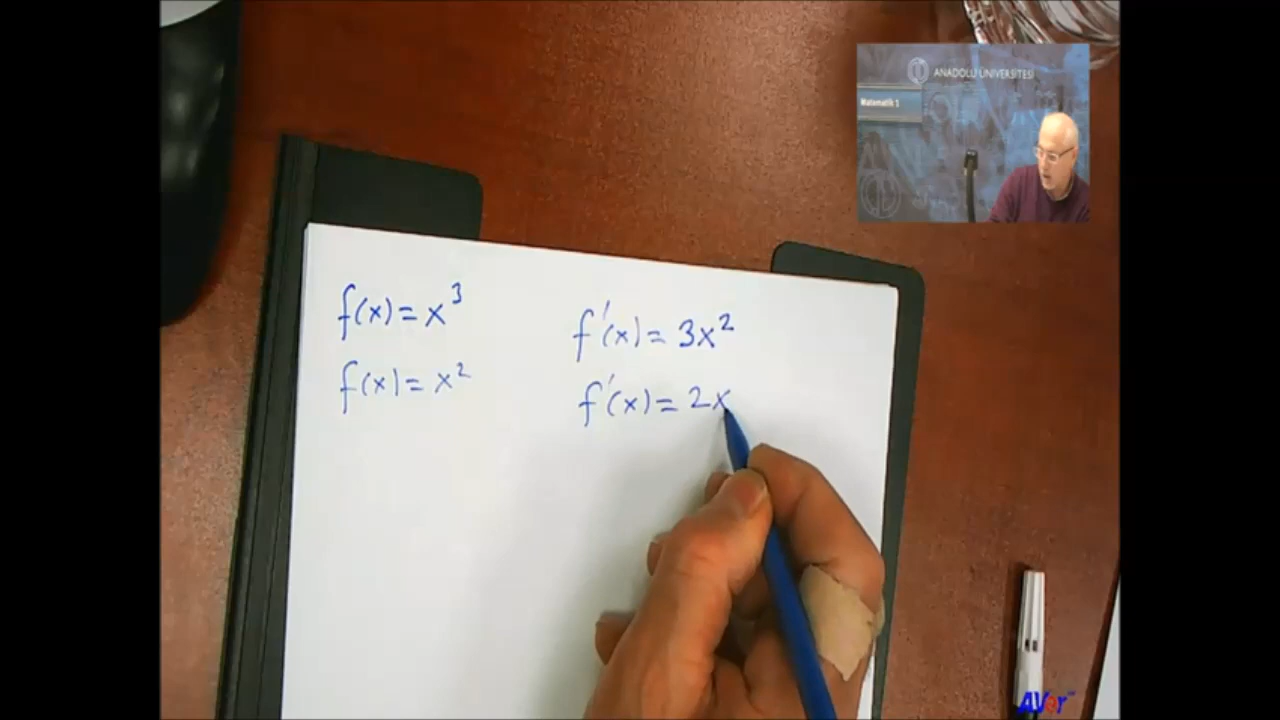 ANADOLU ÜNİVERSİTESİ
Matematik 1
f(x) = x³ f'(x) = 3x²
f(x) = x² f'(x) = 2x
AVer